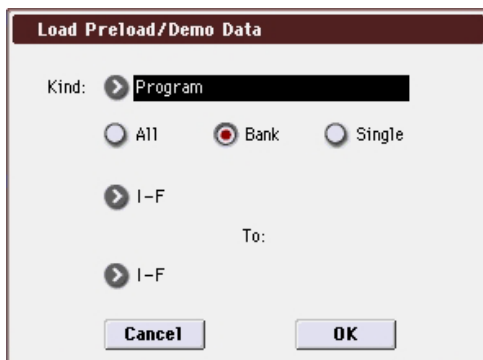 Load Preload/Demo Data
Kind: Program
All Bank Single
I-F
To:
I-F
Cancel OK